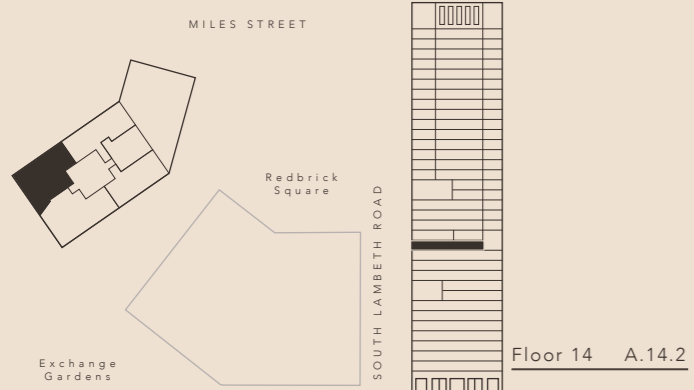 MILES STREET
Redbrick
Square
SOUTH LAMBETH ROAD
Floor 14 A.14.2
Exchange
Gardens